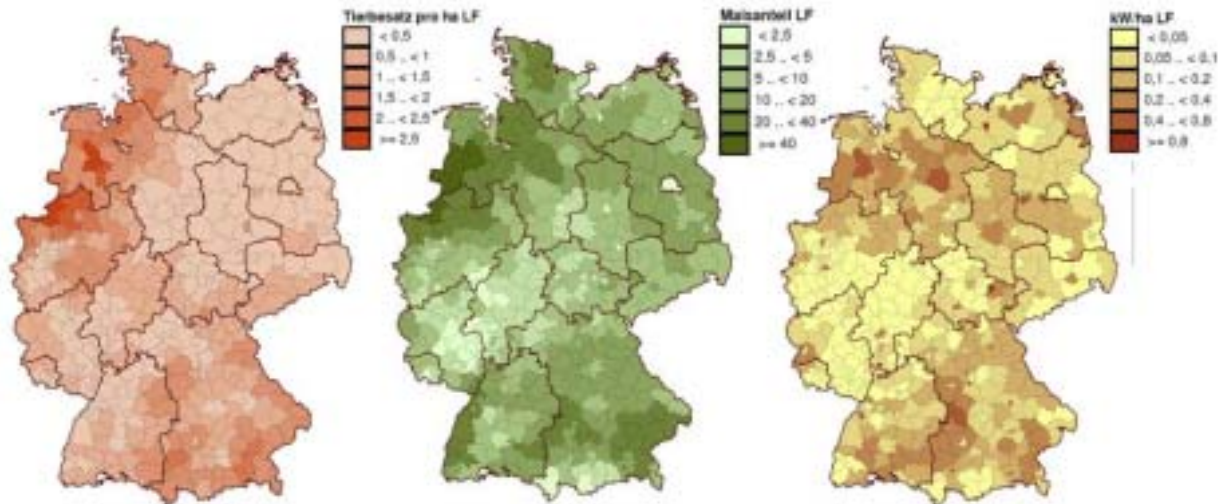 Tierbesatz pro ha LF
< 0,5
0,5 .. < 1
1 .. < 1,5
1,5 .. < 2
2 .. < 2,5
>= 2,5
Maisanteil LF
< 2,5
2,5 .. < 5
5 .. < 10
10 .. < 20
20 .. < 40
>= 40
kW/ha LF
< 0,05
0,05 .. < 0,1
0,1 .. < 0,2
0,2 .. < 0,4
0,4 .. < 0,8
>= 0,8